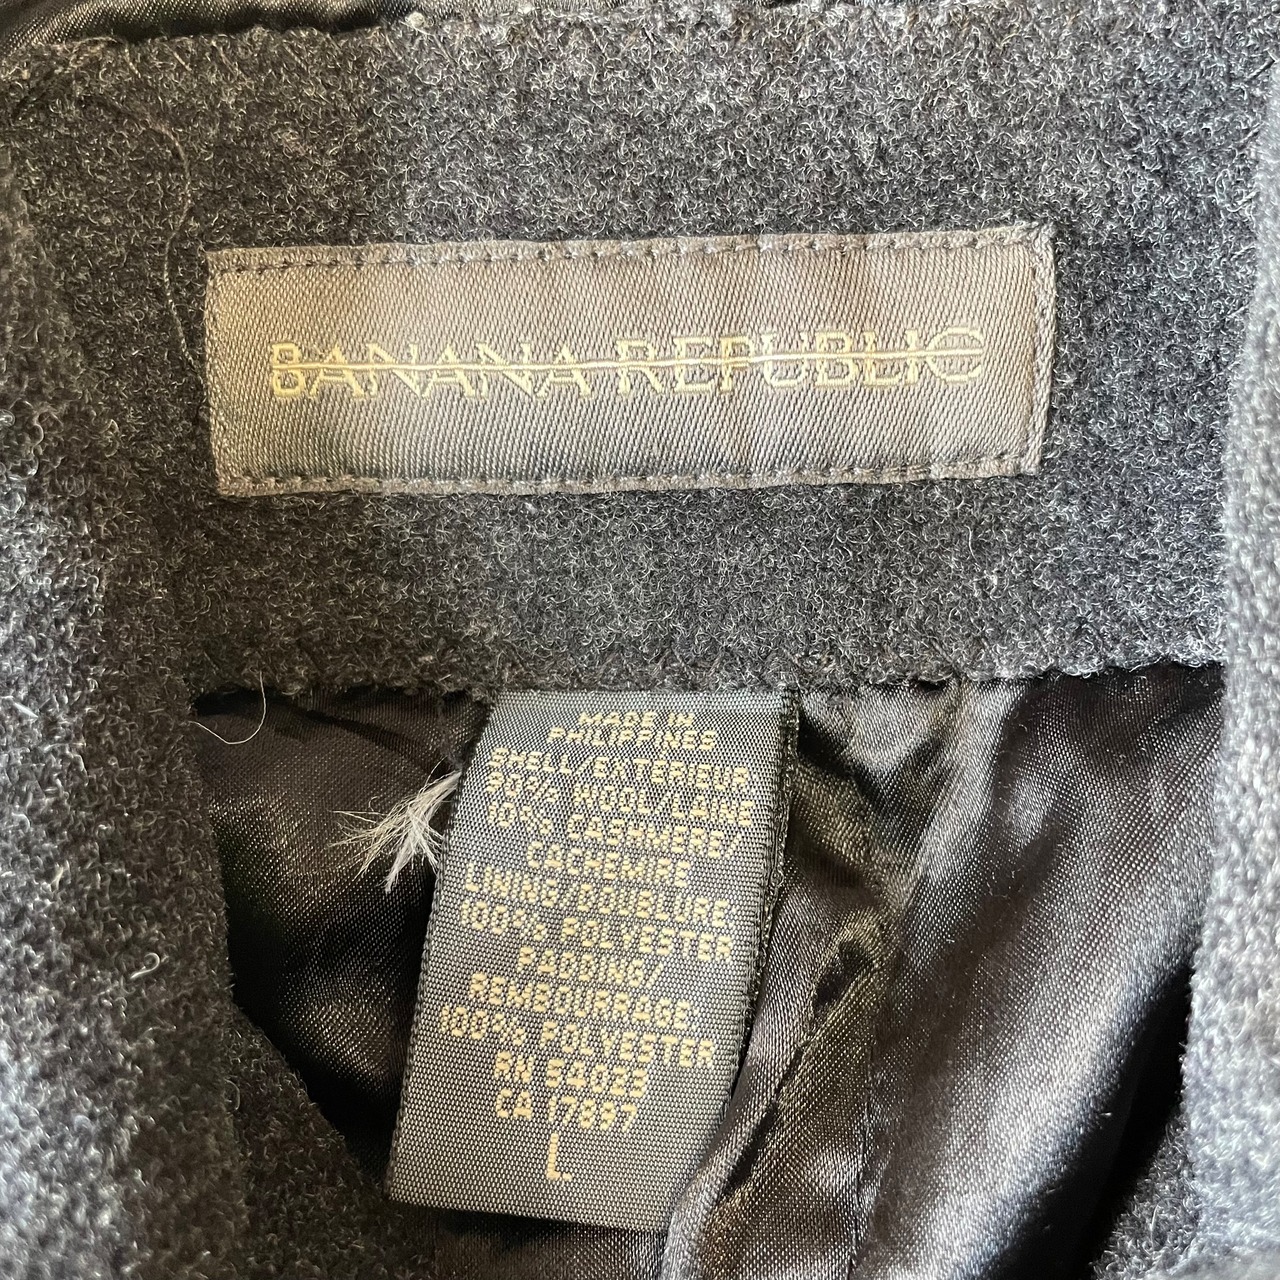 BANANA REPUBLIC
MADE IN
PHILIPPINES
SHELL/EXTERIEUR
90% WOOL/LAINE
10% CASHMERE/
CACHEMIRE
LINING/DOUBLURE
100% POLYESTER
PADDING/
REMBOURRAGE
100% POLYESTER
RN 54023
CA 17897
L